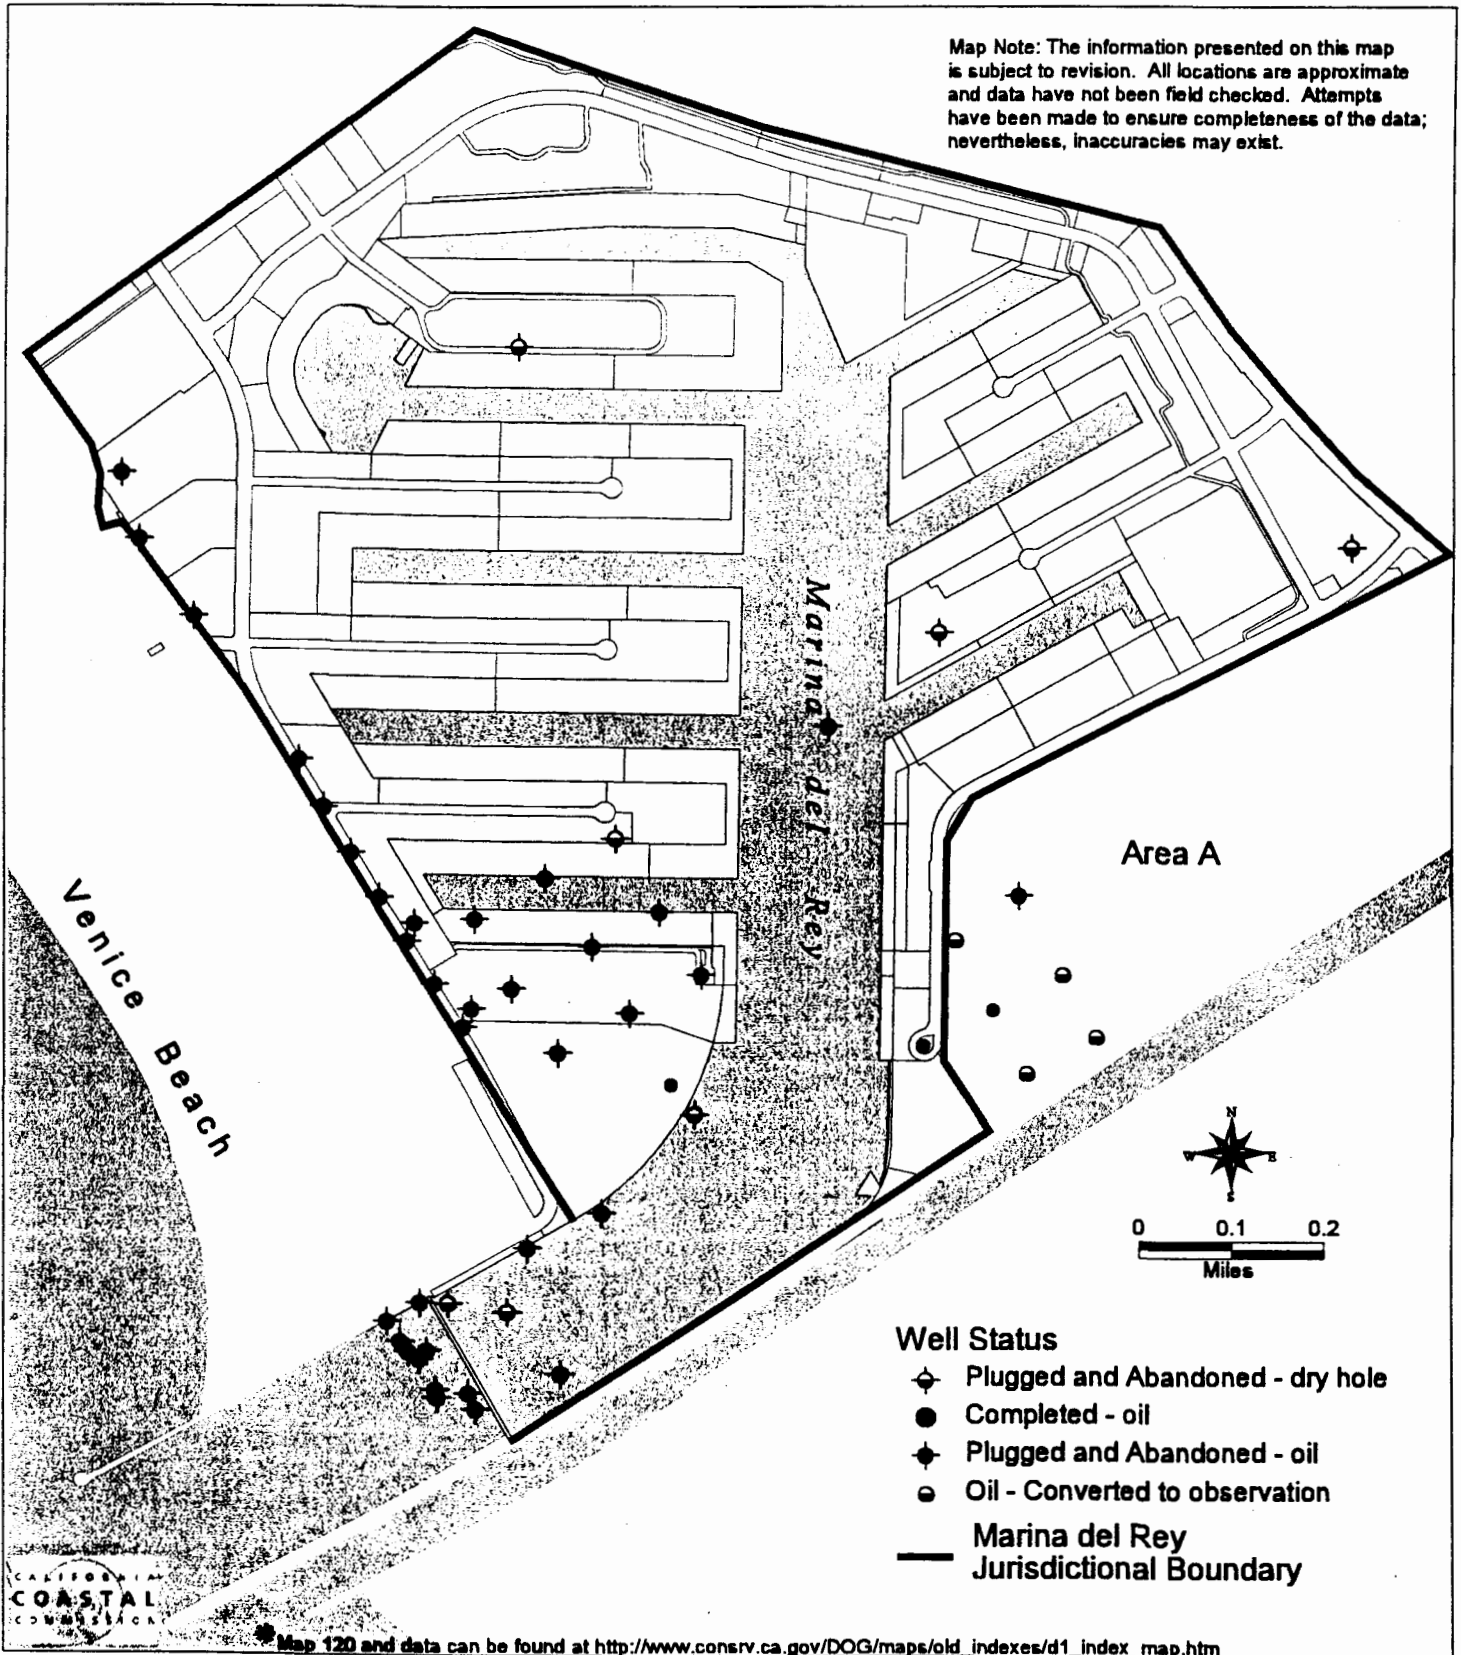 Map Note: The information presented on this map
is subject to revision. All locations are approximate
and data have not been field checked. Attempts
have been made to ensure completeness of the data;
nevertheless, inaccuracies may exist.
Marina del Rey
Area A
Venice Beach
N
W E
S
0 0.1 0.2
Miles
Well Status
Plugged and Abandoned - dry hole
Completed - oil
Plugged and Abandoned - oil
Oil - Converted to observation
Marina del Rey
Jurisdictional Boundary
CALIFORNIA
COASTAL
COMMISSION
* Map 120 and data can be found at http://www.consrv.ca.gov/DOG/maps/old_indexes/d1_index_map.htm